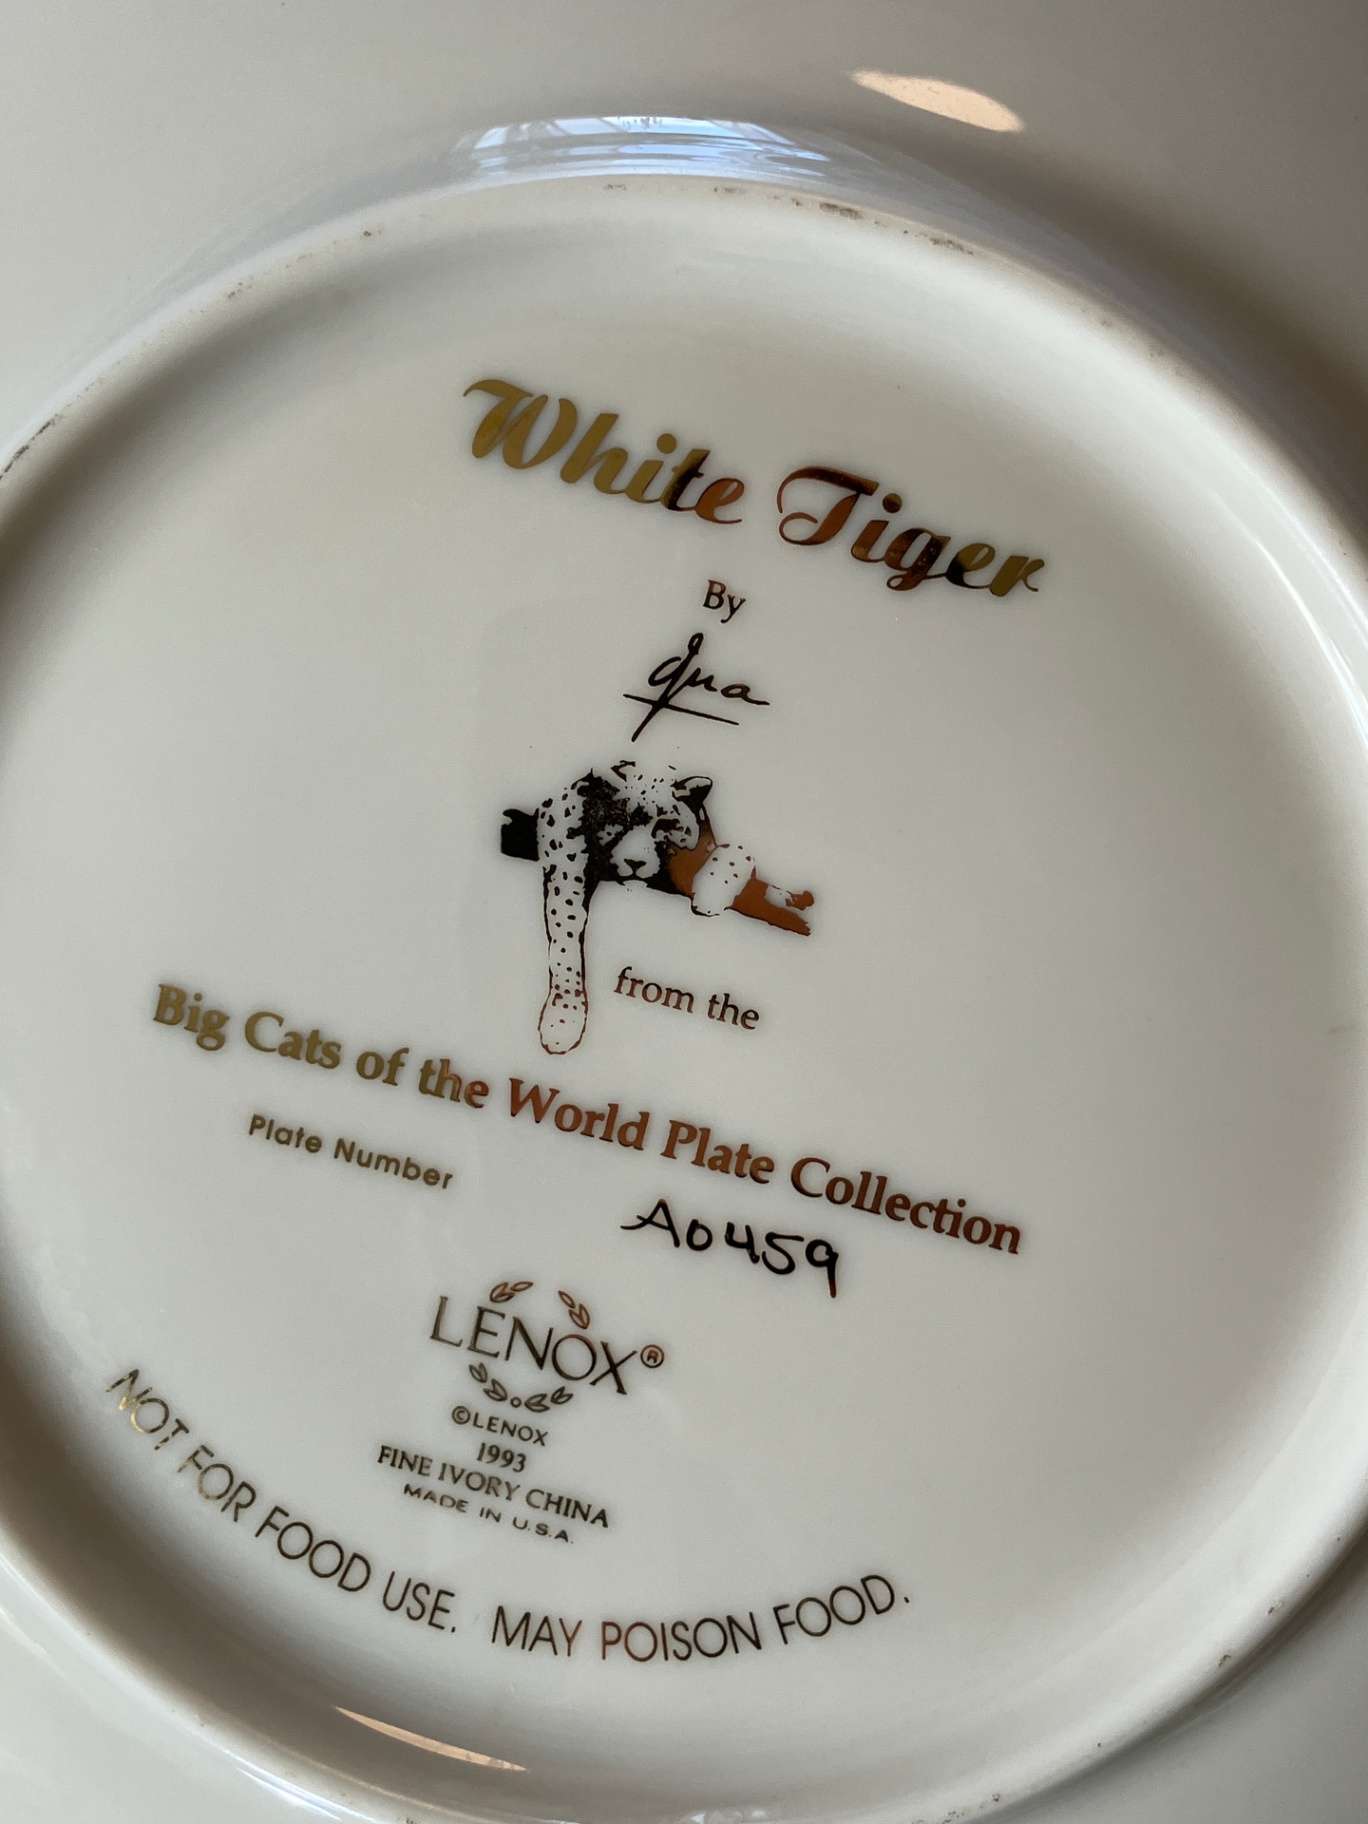 White Tiger
By
Qua
from the
Big Cats of the World Plate Collection
Plate Number
A0459
LENOX®
©LENOX
1993
FINE IVORY CHINA
MADE IN U.S.A.
NOT FOR FOOD USE. MAY POISON FOOD.